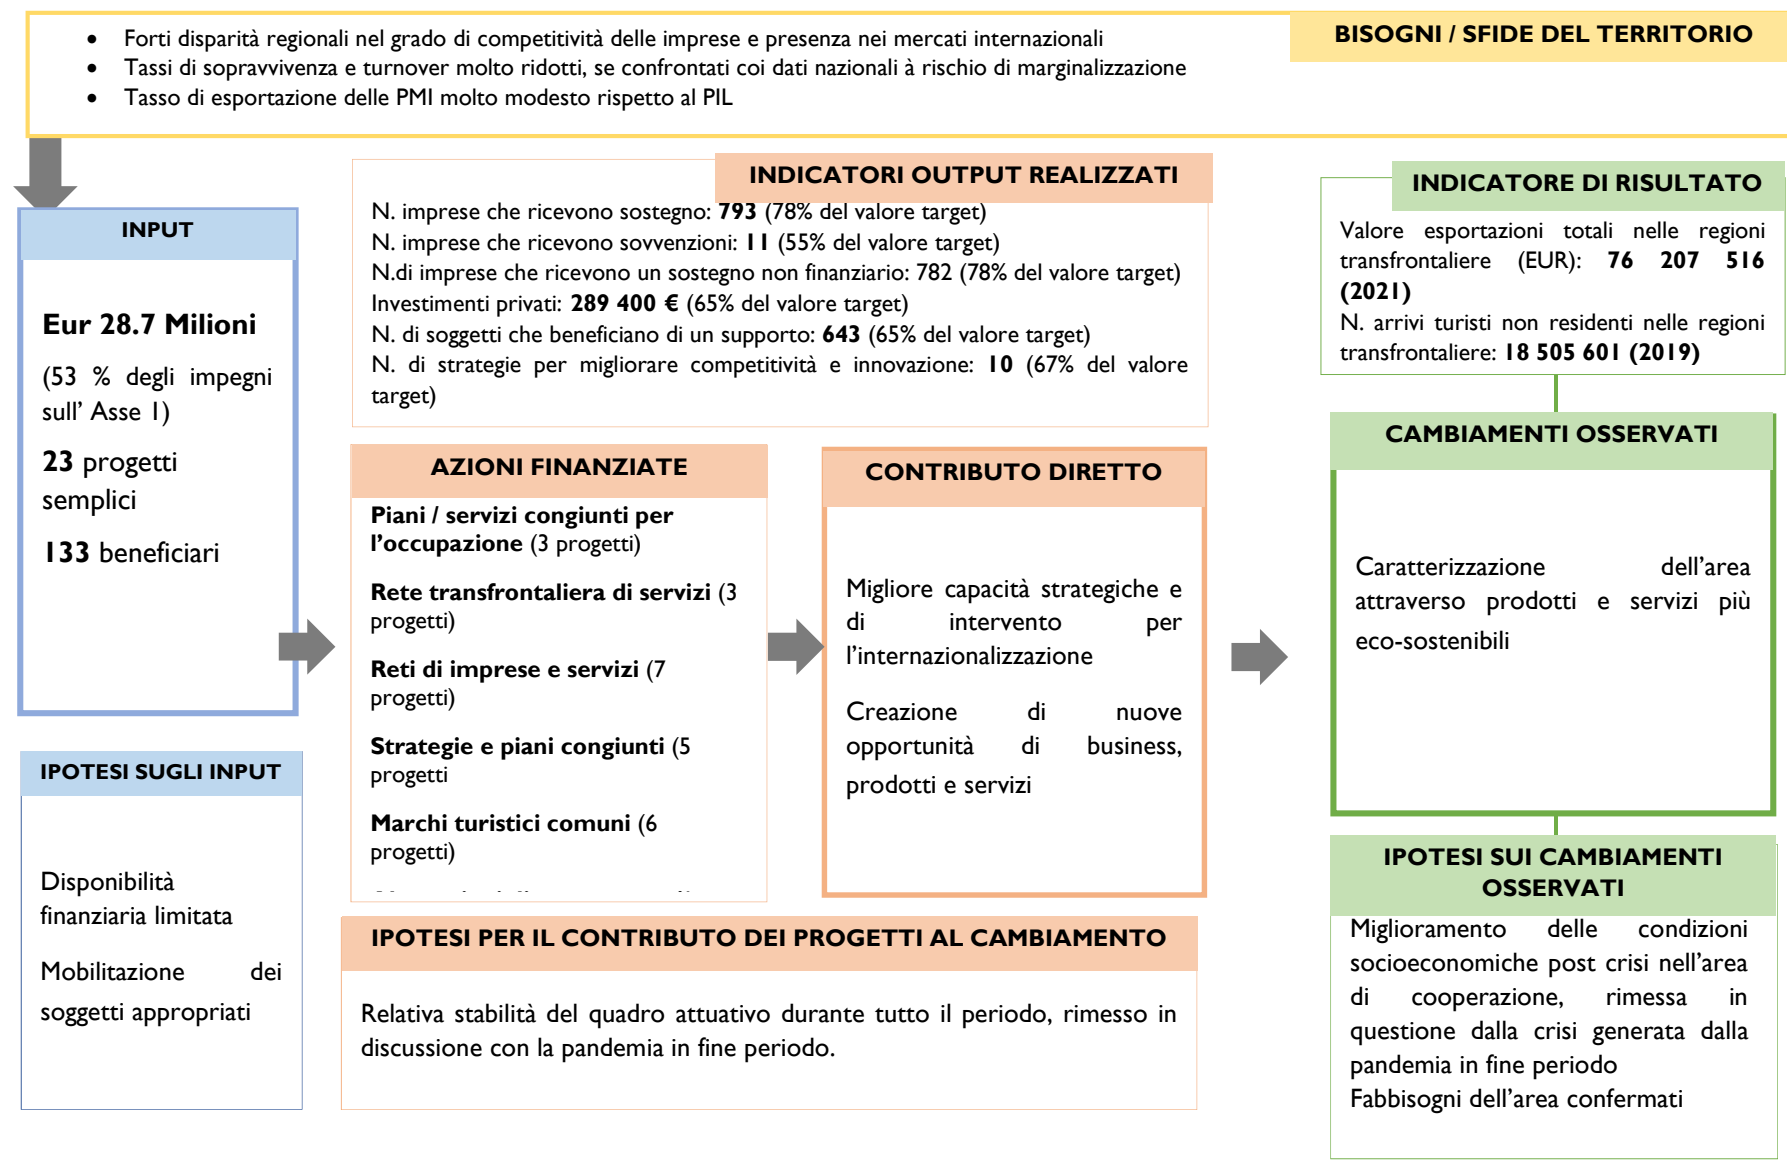 BISOGNI / SFIDE DEL TERRITORIO
• Forti disparità regionali nel grado di competitività delle imprese e presenza nei mercati internazionali
• Tassi di sopravvivenza e turnover molto ridotti, se confrontati coi dati nazionali à rischio di marginalizzazione
• Tasso di esportazione delle PMI molto modesto rispetto al PIL
INPUT
Eur 28.7 Milioni
(53 % degli impegni
sull’ Asse 1)
23 progetti
semplici
133 beneficiari
IPOTESI SUGLI INPUT
Disponibilità
finanziaria limitata
Mobilitazione dei
soggetti appropriati
INDICATORI OUTPUT REALIZZATI
N. imprese che ricevono sostegno: 793 (78% del valore target)
N. imprese che ricevono sovvenzioni: 11 (55% del valore target)
N.di imprese che ricevono un sostegno non finanziario: 782 (78% del valore target)
Investimenti privati: 289 400 € (65% del valore target)
N. di soggetti che beneficiano di un supporto: 643 (65% del valore target)
N. di strategie per migliorare competitività e innovazione: 10 (67% del valore
target)
AZIONI FINANZIATE
Piani / servizi congiunti per
l’occupazione (3 progetti)
Rete transfrontaliera di servizi (3
progetti)
Reti di imprese e servizi (7
progetti)
Strategie e piani congiunti (5
progetti
Marchi turistici comuni (6
progetti)
CONTRIBUTO DIRETTO
Migliore capacità strategiche e
di intervento per
l’internazionalizzazione
Creazione di nuove
opportunità di business,
prodotti e servizi
IPOTESI PER IL CONTRIBUTO DEI PROGETTI AL CAMBIAMENTO
Relativa stabilità del quadro attuativo durante tutto il periodo, rimesso in
discussione con la pandemia in fine periodo.
INDICATORE DI RISULTATO
Valore esportazioni totali nelle regioni
transfrontaliere (EUR): 76 207 516
(2021)
N. arrivi turisti non residenti nelle regioni
transfrontaliere: 18 505 601 (2019)
CAMBIAMENTI OSSERVATI
Caratterizzazione dell’area
attraverso prodotti e servizi più
eco-sostenibili
IPOTESI SUI CAMBIAMENTI
OSSERVATI
Miglioramento delle condizioni
socioeconomiche post crisi nell’area
di cooperazione, rimessa in
questione dalla crisi generata dalla
pandemia in fine periodo
Fabbisogni dell’area confermati